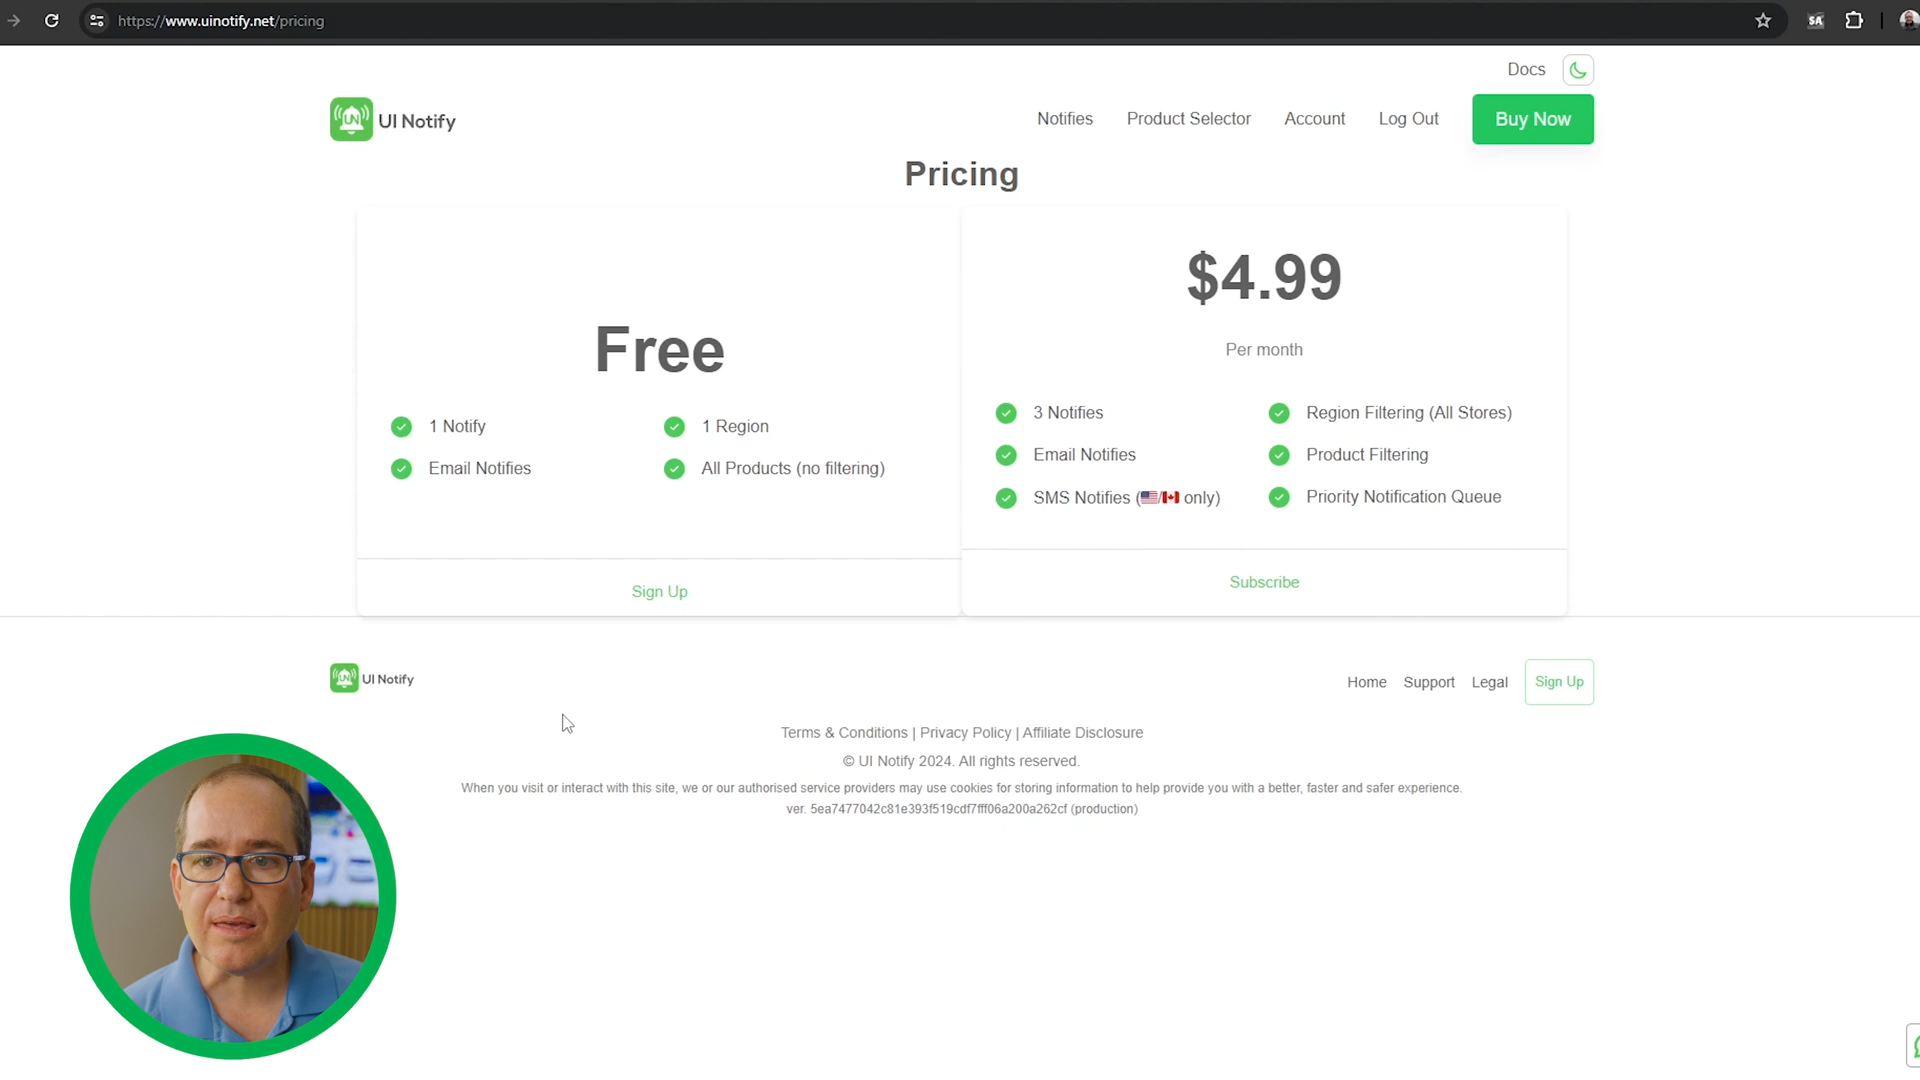 https://www.uinotify.net/pricing
SA
Docs
UN
UI Notify
Notifies
Product Selector
Account
Log Out
Buy Now
Pricing
Free
1 Notify
1 Region
Email Notifies
All Products (no filtering)
Sign Up
$4.99
Per month
3 Notifies
Region Filtering (All Stores)
Email Notifies
Product Filtering
SMS Notifies (🇺🇸/🇨🇦 only)
Priority Notification Queue
Subscribe
UN
UI Notify
Home
Support
Legal
Sign Up
Terms & Conditions | Privacy Policy | Affiliate Disclosure
© UI Notify 2024. All rights reserved.
When you visit or interact with this site, we or our authorised service providers may use cookies for storing information to help provide you with a better, faster and safer experience.
ver. 5ea7477042c81e393f519cdf7fff06a200a262cf (production)